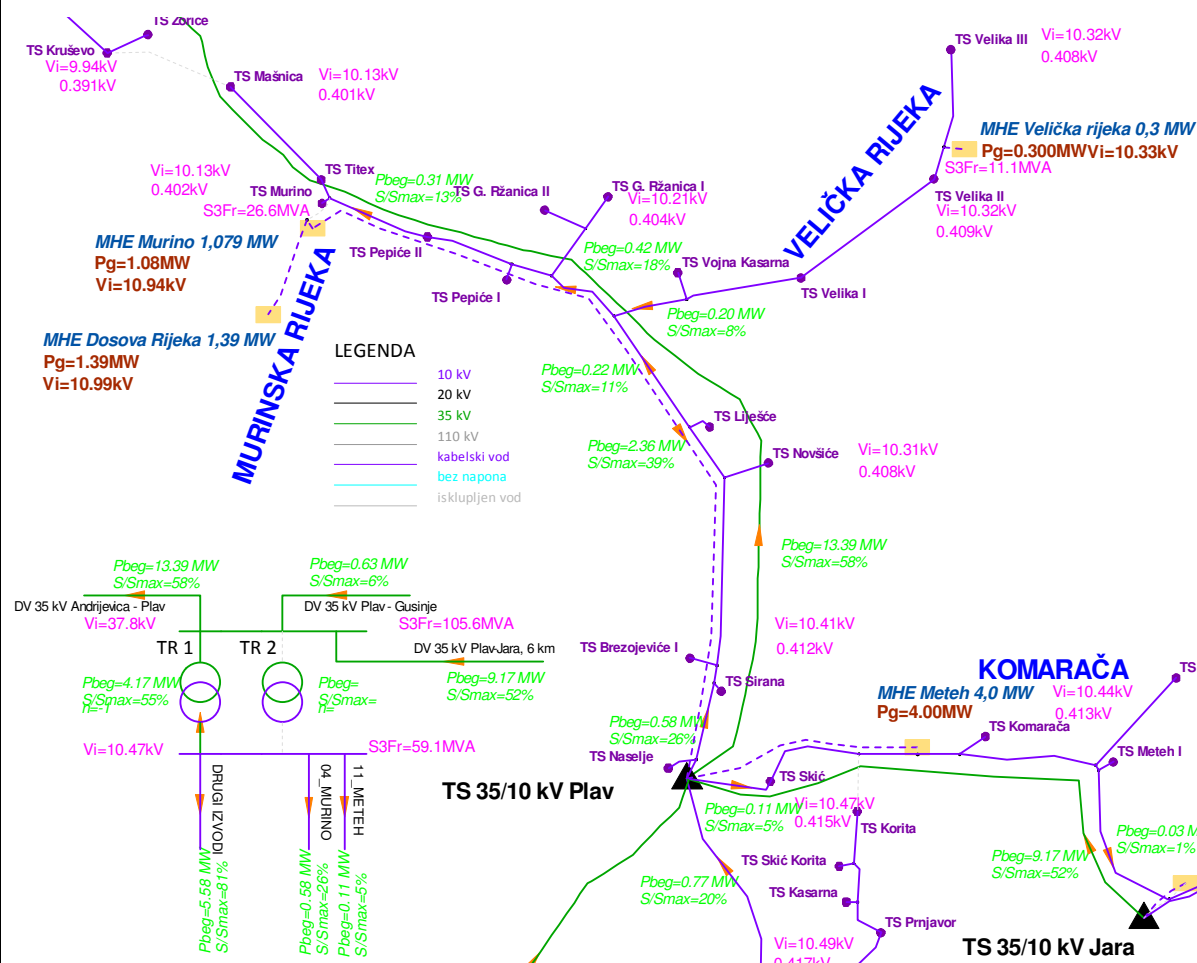 TS Zorice
TS Kruševo
Vi=9.94kV
0.391kV
TS Mašnica
Vi=10.13kV
0.401kV
TS Velika III
Vi=10.32kV
0.408kV
VELIČKA RIJEKA
MHE Velička rijeka 0,3 MW
Pg=0.300MW
Vi=10.33kV
S3Fr=11.1MVA
TS Velika II
Vi=10.32kV
0.409kV
Vi=10.13kV
0.402kV
TS Titex
TS Murino
S3Fr=26.6MVA
Pbeg=0.31 MW
S/Smax=13%
TS G. Ržanica II
TS G. Ržanica I
Vi=10.21kV
0.404kV
MHE Murino 1,079 MW
Pg=1.08MW
Vi=10.94kV
TS Pepiće II
TS Pepiće I
Pbeg=0.42 MW
S/Smax=18%
TS Vojna Kasarna
TS Velika I
Pbeg=0.20 MW
S/Smax=8%
MURINSKA RIJEKA
MHE Dosova Rijeka 1,39 MW
Pg=1.39MW
Vi=10.99kV
LEGENDA
10 kV
20 kV
35 kV
110 kV
kabelski vod
bez napona
isklupljen vod
Pbeg=0.22 MW
S/Smax=11%
TS Liješće
Pbeg=2.36 MW
S/Smax=39%
TS Novšiće
Vi=10.31kV
0.408kV
Pbeg=13.39 MW
S/Smax=58%
Pbeg=13.39 MW
S/Smax=58%
Pbeg=0.63 MW
S/Smax=6%
DV 35 kV Andrijevica - Plav
DV 35 kV Plav - Gusinje
Vi=37.8kV
S3Fr=105.6MVA
TR 1
TR 2
DV 35 kV Plav-Jara, 6 km
Pbeg=4.17 MW
S/Smax=55%
n=-1
Pbeg=
S/Smax=
n=
Pbeg=9.17 MW
S/Smax=52%
Vi=10.47kV
S3Fr=59.1MVA
DRUGI IZVODI
04_MURINO
11_METEH
Pbeg=5.58 MW
S/Smax=81%
Pbeg=0.58 MW
S/Smax=26%
Pbeg=0.11 MW
S/Smax=5%
Vi=10.41kV
0.412kV
TS Brezojeviće I
TS Sirana
Pbeg=0.58 MW
S/Smax=26%
TS Naselje
TS 35/10 kV Plav
KOMARAČA
MHE Meteh 4,0 MW
Pg=4.00MW
Vi=10.44kV
0.413kV
TS
TS Komarača
TS Meteh I
TS Skić
Pbeg=0.11 MW
S/Smax=5%
Vi=10.47kV
0.415kV
TS Korita
TS Skić Korita
TS Kasarna
TS Prnjavor
Pbeg=0.77 MW
S/Smax=20%
Pbeg=9.17 MW
S/Smax=52%
Pbeg=0.03 M
S/Smax=1%
Vi=10.49kV
0.417kV
TS 35/10 kV Jara